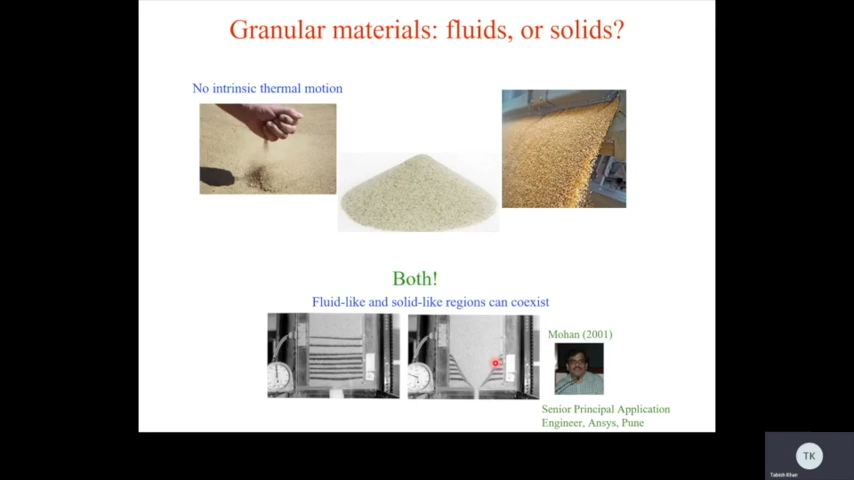 Granular materials: fluids, or solids?
No intrinsic thermal motion
Both!
Fluid-like and solid-like regions can coexist
Mohan (2001)
Senior Principal Application
Engineer, Ansys, Pune
TK
Tabish Khan